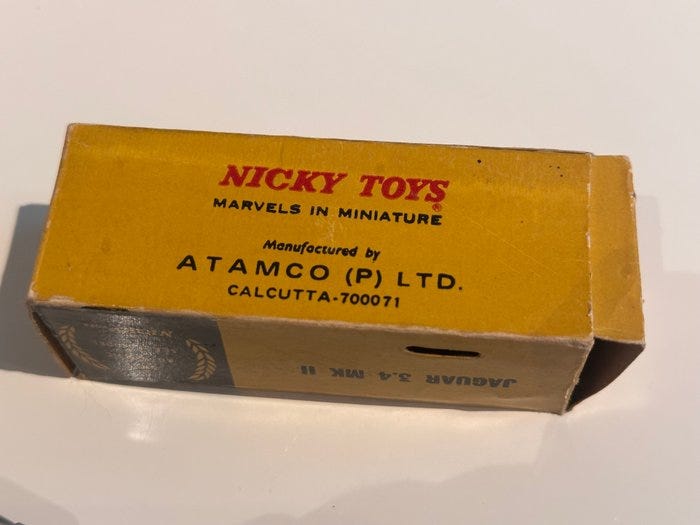 NICKY TOYS®
MARVELS IN MINIATURE
Manufactured by
ATAMCO (P) LTD.
CALCUTTA-700071
JAGUAR 3.4 MK II